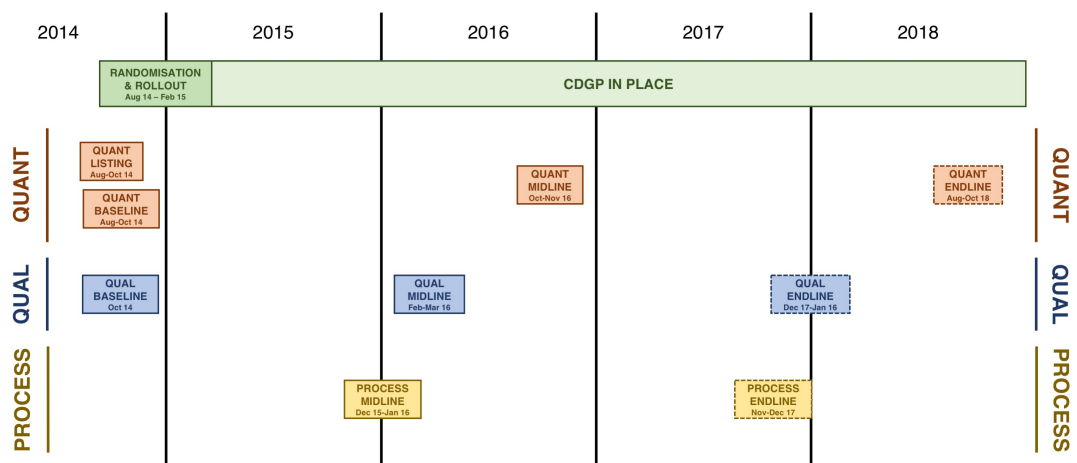 2014
2015
2016
2017
2018
RANDOMISATION
& ROLLOUT
Aug 14 – Feb 15
CDGP IN PLACE
QUANT
QUANT
LISTING
Aug-Oct 14
QUANT
BASELINE
Aug-Oct 14
QUANT
MIDLINE
Oct-Nov 16
QUANT
ENDLINE
Aug-Oct 18
QUANT
QUAL
QUAL
BASELINE
Oct 14
QUAL
MIDLINE
Feb-Mar 16
QUAL
ENDLINE
Dec 17-Jan 16
QUAL
PROCESS
PROCESS
MIDLINE
Dec 15-Jan 16
PROCESS
ENDLINE
Nov-Dec 17
PROCESS